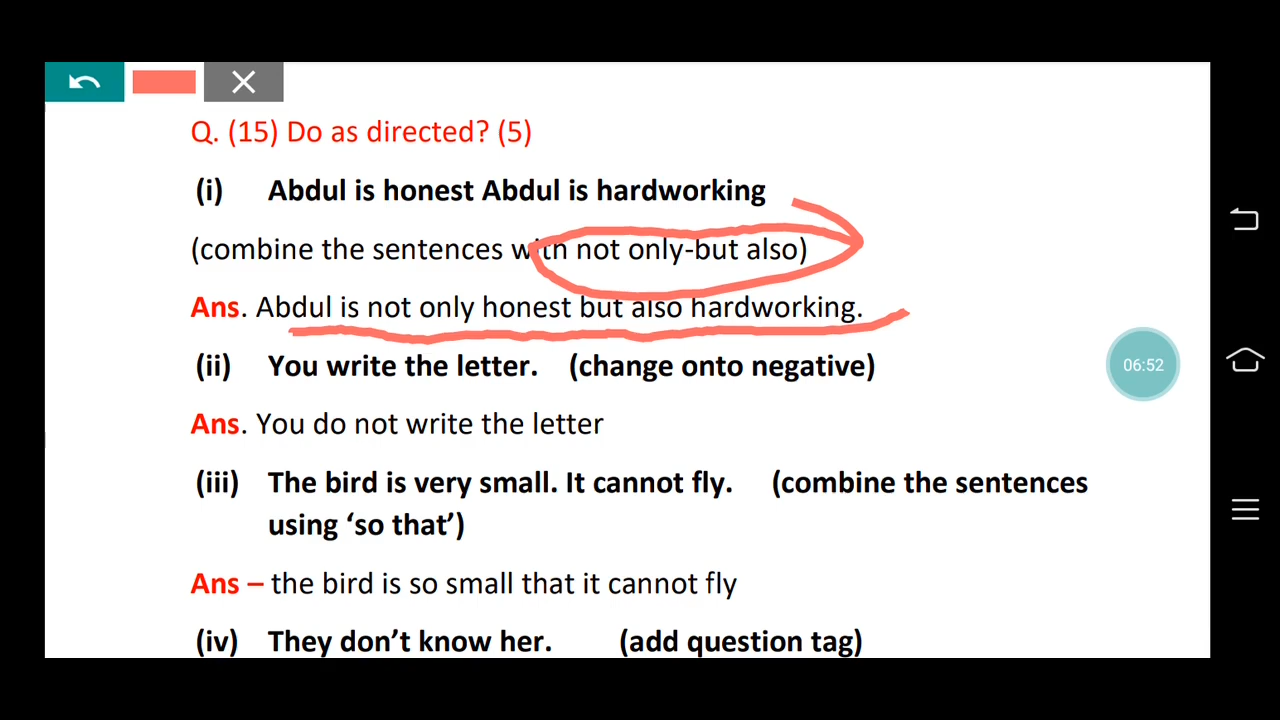 Q. (15) Do as directed? (5)
(i) Abdul is honest Abdul is hardworking
(combine the sentences with not only-but also)
Ans. Abdul is not only honest but also hardworking.
(ii) You write the letter. (change onto negative)
06:52
Ans. You do not write the letter
(iii) The bird is very small. It cannot fly. (combine the sentences
using ‘so that’)
Ans – the bird is so small that it cannot fly
(iv) They don’t know her. (add question tag)